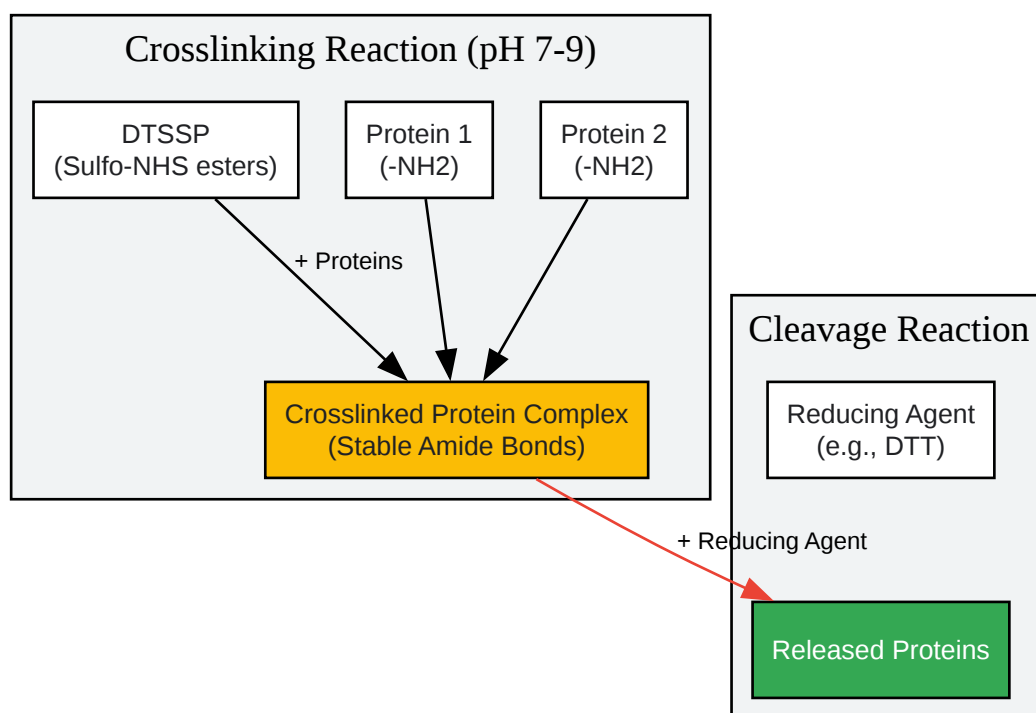 Crosslinking Reaction (pH 7-9)
DTSSP
(Sulfo-NHS esters)
Protein 1
(-NH2)
Protein 2
(-NH2)
+ Proteins
Crosslinked Protein Complex
(Stable Amide Bonds)
Cleavage Reaction
Reducing Agent
(e.g., DTT)
+ Reducing Agent
Released Proteins